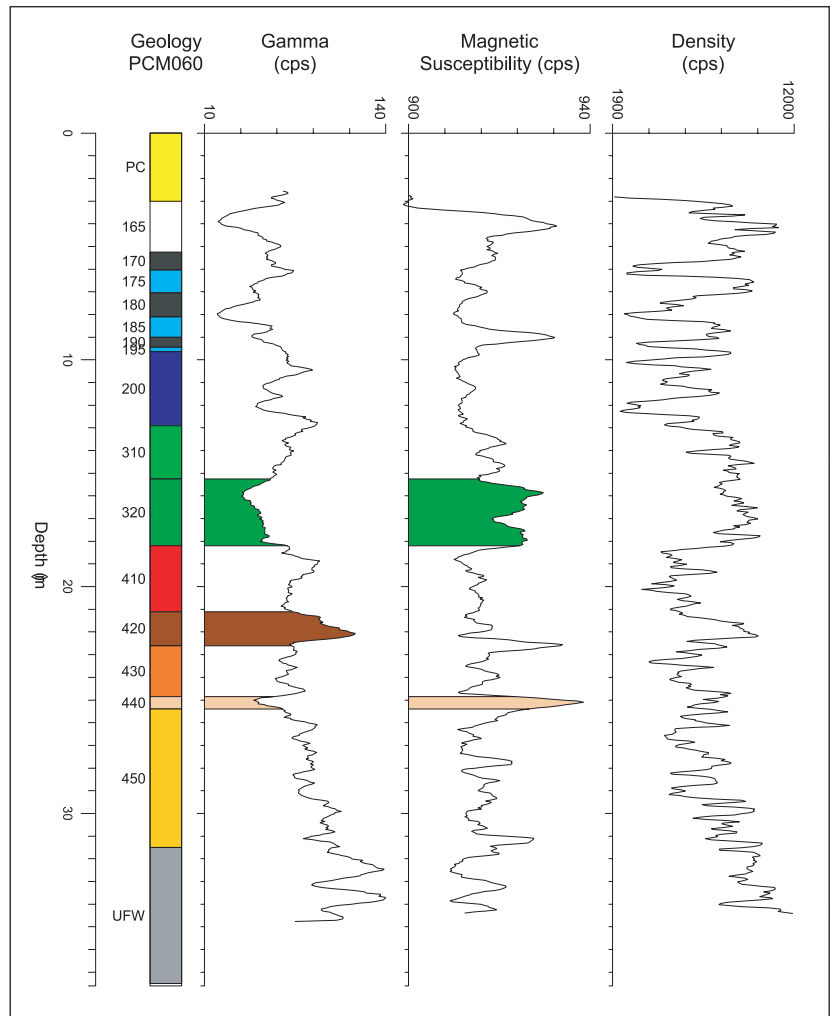 Geology
PCM060
Gamma
(cps)
Magnetic
Susceptibility (cps)
Density
(cps)
10
140
900
940
1900
12000
0
PC
165
170
175
180
185
190
195
10
200
310
320
Depth (m
410
20
420
430
440
450
30
UFW